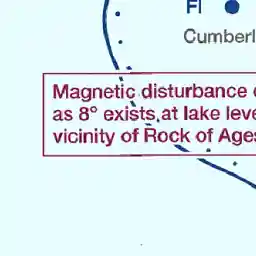 Fl
Cumberl
Magnetic disturbance
as 8° exists at lake leve
vicinity of Rock of Ages